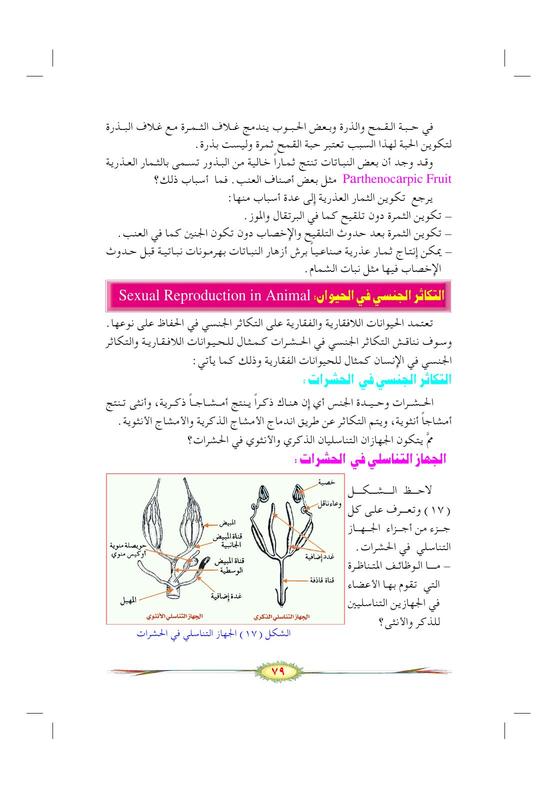 في حبة القمح والذرة وبعض الحبوب يندمج غلاف الثمرة مع غلاف البذرة
لتكوين الحبة لهذا السبب تعتبر حبة القمح ثمرة وليست بذرة .
وقد وجد أن بعض النباتات تنتج ثماراً خالية من البذور تسمى بالثمار العذرية
Parthenocarpic Fruit مثل بعض أصناف العنب . فما أسباب ذلك؟
يرجع تكوين الثمار العذرية إلى عدة أسباب منها :
– تكوين الثمرة دون تلقيح كما في البرتقال والموز .
– تكوين الثمرة بعد حدوث التلقيح والإخصاب دون تكون الجنين كما في العنب .
– يمكن إنتاج ثمار عذرية صناعياً برش أزهار النباتات بهرمونات نباتية قبل حدوث
الإخصاب فيها مثل نبات الشمام .
التكاثر الجنسي في الحيوان: Sexual Reproduction in Animal
تعتمد الحيوانات اللافقارية والفقارية على التكاثر الجنسي في الحفاظ على نوعها .
وسوف نناقش التكاثر الجنسي في الحشرات كمثال للحيوانات اللافقارية والتكاثر
الجنسي في الإنسان كمثال للحيوانات الفقارية وذلك كما يأتي :
التكاثر الجنسي في الحشرات :
الحشرات وحيدة الجنس أي إن هناك ذكراً ينتج أمشاجاً ذكرية، وأنثى تنتج
أمشاجاً أنثوية، ويتم التكاثر عن طريق اندماج الأمشاج الذكرية والأمشاج الأنثوية .
ممَّ يتكون الجهازان التناسليان الذكري والأنثوي في الحشرات؟
الجهاز التناسلي في الحشرات :
لاحظ الشكل
(١٧) وتعرف على كل
جزء من أجزاء الجهاز
التناسلي في الحشرات .
– ما الوظائف المتناظرة
التي تقوم بها الأعضاء
في الجهازين التناسليين
للذكر والأنثى؟
خصية
وعاء ناقل
غدد إضافية
قناة قاذفة
الجهاز التناسلي الذكري
المبيض
قناة المبيض
الجانبية
حويصلة منوية
أو كيس منوي
قناة المبيض
الوسطية
غدة إضافية
المهبل
الجهاز التناسلي الأنثوي
الشكل (١٧) الجهاز التناسلي في الحشرات
٧٩